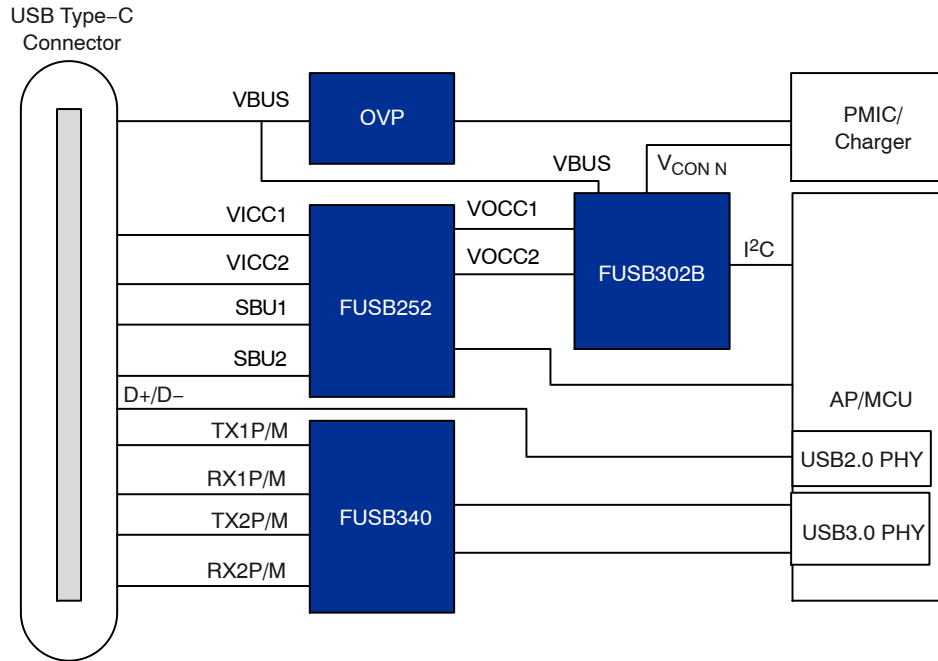 USB Type-C
Connector
VBUS
OVP
PMIC/
Charger
VBUS
VCON N
VICC1
VOCC1
VICC2
VOCC2
FUSB302B
I²C
SBU1
FUSB252
SBU2
D+/D-
AP/MCU
TX1P/M
USB2.0 PHY
RX1P/M
TX2P/M
FUSB340
USB3.0 PHY
RX2P/M